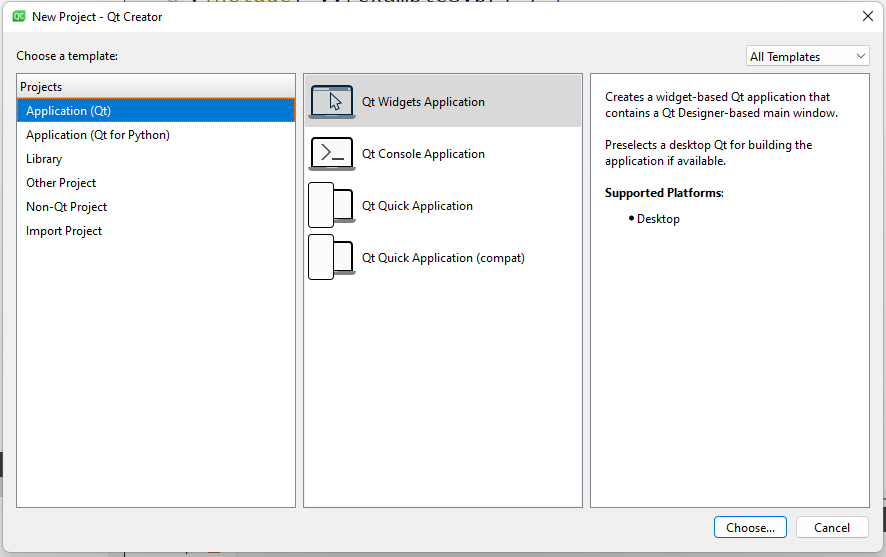 QC New Project - Qt Creator
Choose a template:
All Templates
Projects
Application (Qt)
Application (Qt for Python)
Library
Other Project
Non-Qt Project
Import Project
Qt Widgets Application
Qt Console Application
Qt Quick Application
Qt Quick Application (compat)
Creates a widget-based Qt application that
contains a Qt Designer-based main window.
Preselects a desktop Qt for building the
application if available.
Supported Platforms:
• Desktop
Choose...
Cancel